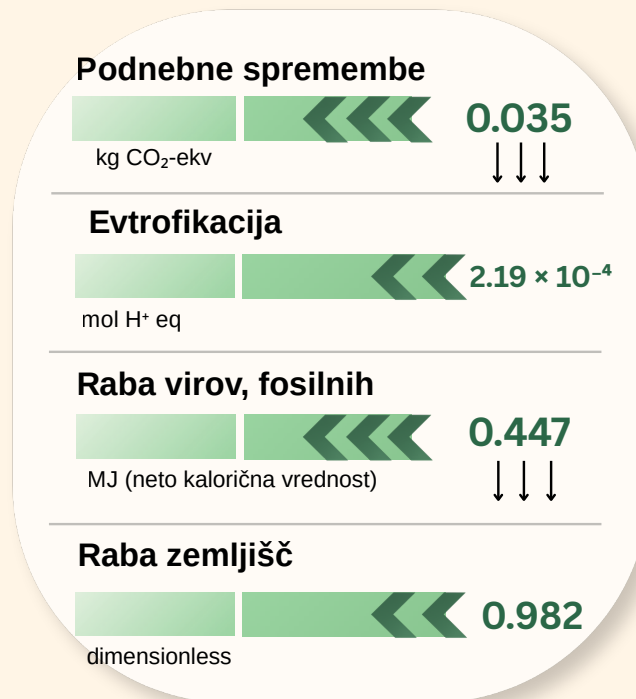 Podnebne spremembe
0.035
kg CO₂-ekv
Evtrofikacija
2.19 × 10⁻⁴
mol H⁺ eq
Raba virov, fosilnih
0.447
MJ (neto kalorična vrednost)
Raba zemljišč
0.982
dimensionless